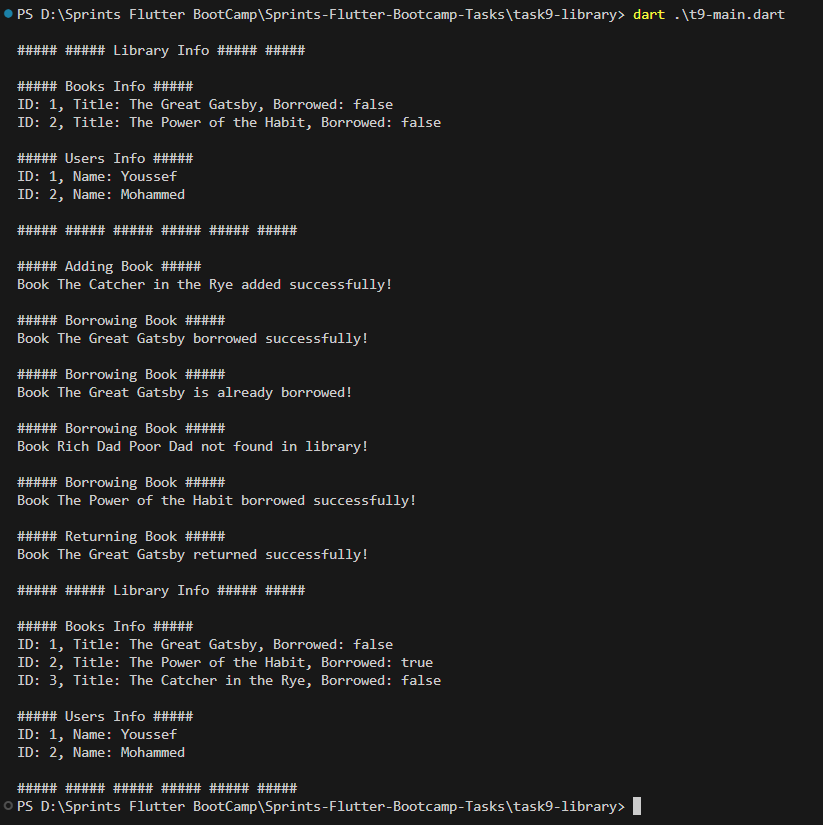 PS D:\Sprints Flutter BootCamp\Sprints-Flutter-Bootcamp-Tasks\task9-library> dart .\t9-main.dart
##### ##### Library Info ##### #####
##### Books Info #####
ID: 1, Title: The Great Gatsby, Borrowed: false
ID: 2, Title: The Power of the Habit, Borrowed: false
##### Users Info #####
ID: 1, Name: Youssef
ID: 2, Name: Mohammed
##### ##### ##### ##### ##### #####
##### Adding Book #####
Book The Catcher in the Rye added successfully!
##### Borrowing Book #####
Book The Great Gatsby borrowed successfully!
##### Borrowing Book #####
Book The Great Gatsby is already borrowed!
##### Borrowing Book #####
Book Rich Dad Poor Dad not found in library!
##### Borrowing Book #####
Book The Power of the Habit borrowed successfully!
##### Returning Book #####
Book The Great Gatsby returned successfully!
##### ##### Library Info ##### #####
##### Books Info #####
ID: 1, Title: The Great Gatsby, Borrowed: false
ID: 2, Title: The Power of the Habit, Borrowed: true
ID: 3, Title: The Catcher in the Rye, Borrowed: false
##### Users Info #####
ID: 1, Name: Youssef
ID: 2, Name: Mohammed
##### ##### ##### ##### ##### #####
PS D:\Sprints Flutter BootCamp\Sprints-Flutter-Bootcamp-Tasks\task9-library>